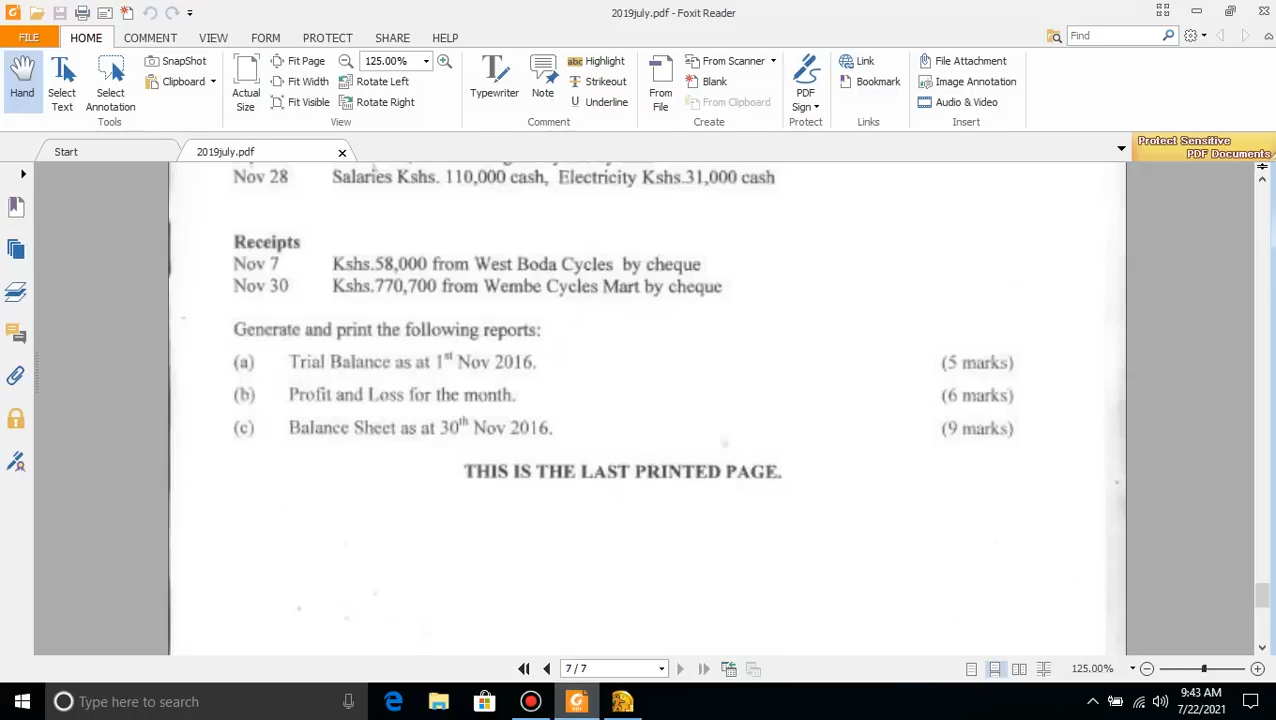 2019july.pdf - Foxit Reader
FILE HOME COMMENT VIEW FORM PROTECT SHARE HELP
Find
Hand
Select Text
Select Annotation
SnapShot
Clipboard
Tools
Actual Size
Fit Page
Fit Width
Fit Visible
125.00%
Rotate Left
Rotate Right
View
Typewriter
Note
Highlight
Strikeout
Underline
Comment
From File
From Scanner
Blank
From Clipboard
Create
PDF Sign
Protect
Link
Bookmark
Links
File Attachment
Image Annotation
Audio & Video
Insert
Start
2019july.pdf
Protect Sensitive
PDF Documents
Nov 28 Salaries Kshs. 110,000 cash, Electricity Kshs.31,000 cash
Receipts
Nov 7 Kshs.58,000 from West Boda Cycles by cheque
Nov 30 Kshs.770,700 from Wembe Cycles Mart by cheque
Generate and print the following reports:
(a) Trial Balance as at 1st Nov 2016. (5 marks)
(b) Profit and Loss for the month. (6 marks)
(c) Balance Sheet as at 30th Nov 2016. (9 marks)
THIS IS THE LAST PRINTED PAGE.
7 / 7
125.00%
Type here to search
9:43 AM
7/22/2021